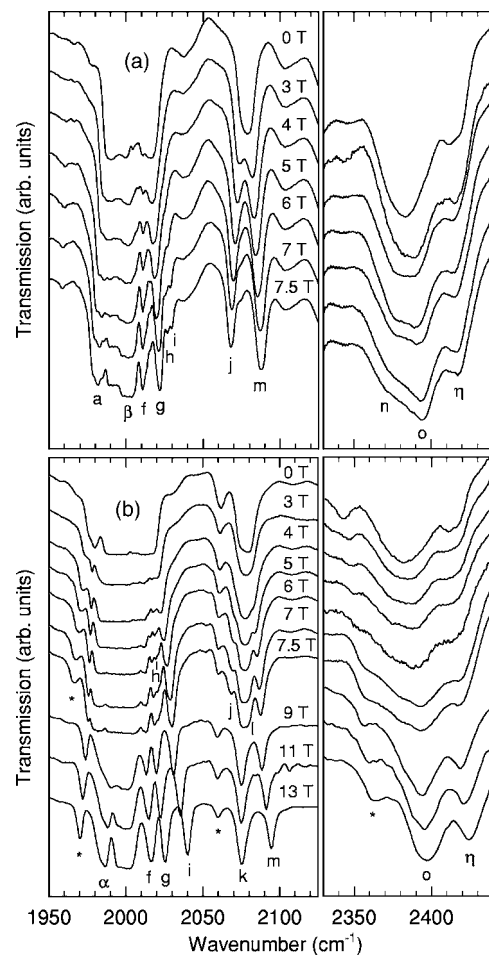 (a)
0 T
3 T
4 T
5 T
6 T
7 T
7.5 T
Transmission (arb. units)
a
β
f
g
h
i
j
m
n
o
η
(b)
0 T
3 T
4 T
5 T
6 T
7 T
7.5 T
9 T
11 T
13 T
Transmission (arb. units)
*
h
j
l
*
α
f
g
i
*
k
m
*
o
η
1950 2000 2050 2100 2350 2400
Wavenumber (cm⁻¹)